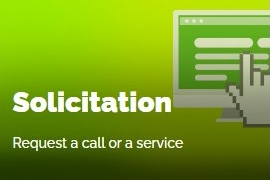 Solicitation
Request a call or a service